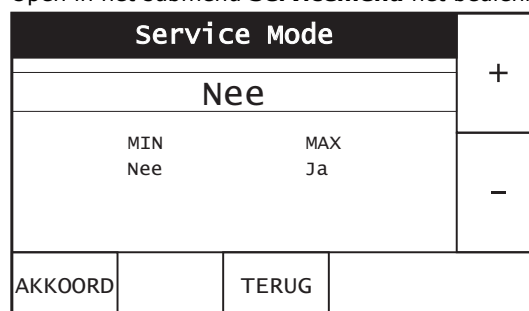 Service Mode
+
Nee
MIN MAX
Nee Ja
-
AKKOORD TERUG